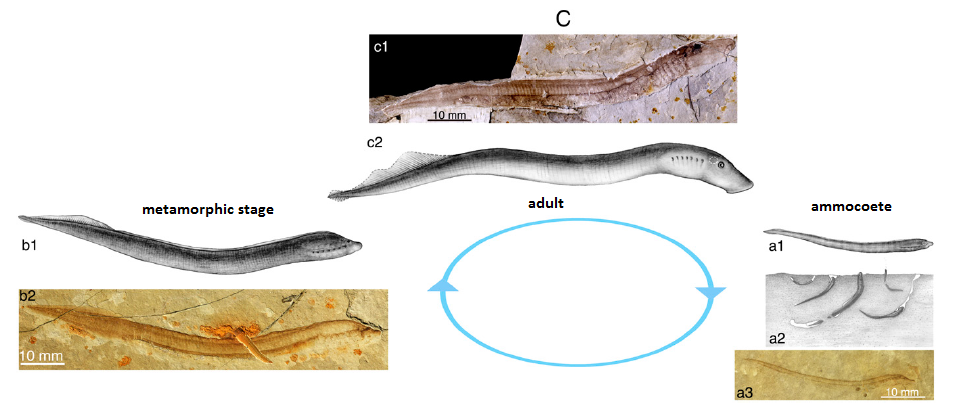 C
c1
10 mm
c2
metamorphic stage
adult
ammocoete
b1
a1
b2
10 mm
a2
a3
10 mm